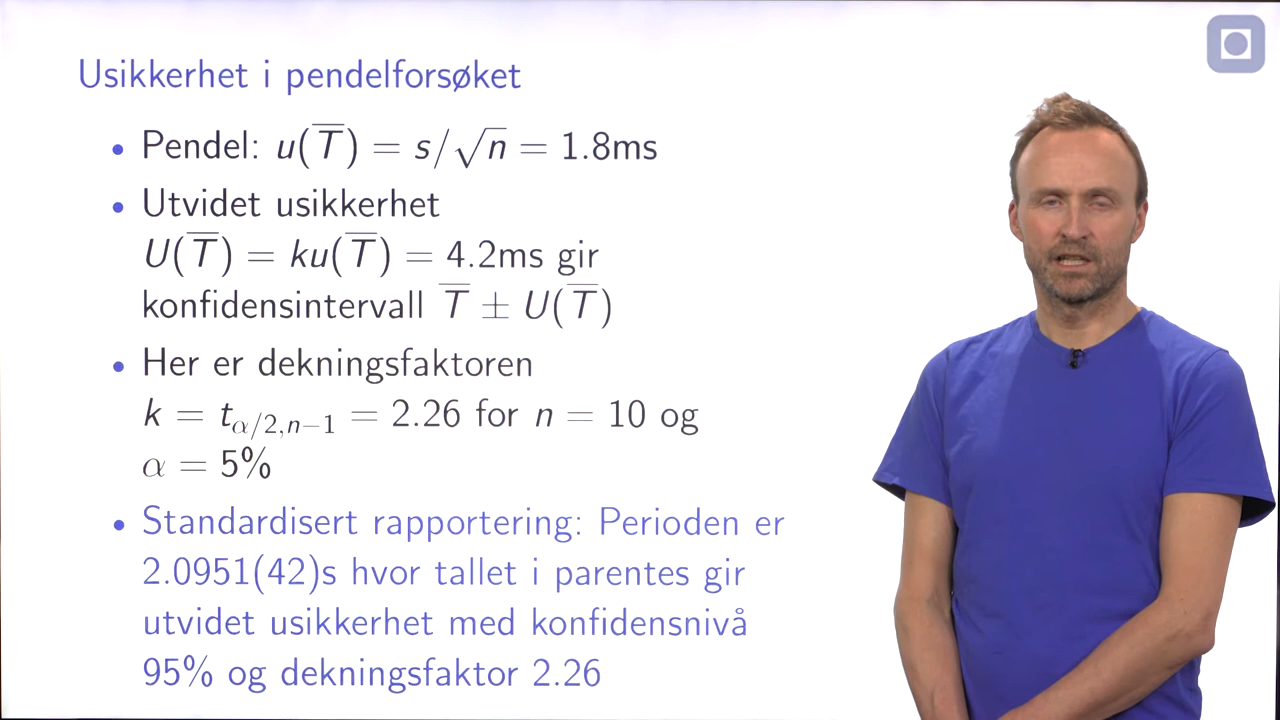 Usikkerhet i pendelforsøket
• Pendel: u(T̅) = s/√n = 1.8ms
• Utvidet usikkerhet
U(T̅) = ku(T̅) = 4.2ms gir
konfidensintervall T̅ ± U(T̅)
• Her er dekningsfaktoren
k = t_{α/2,n−1} = 2.26 for n = 10 og
α = 5%
• Standardisert rapportering: Perioden er
2.0951(42)s hvor tallet i parentes gir
utvidet usikkerhet med konfidensnivå
95% og dekningsfaktor 2.26